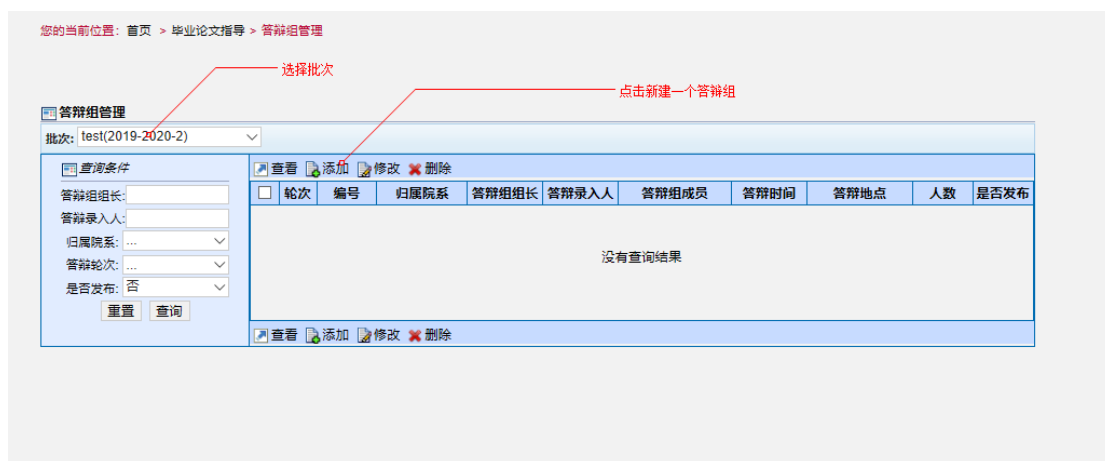 您的当前位置：首页 > 毕业论文指导 > 答辩组管理
选择批次
点击新建一个答辩组
答辩组管理
批次: test(2019-2020-2)
查询条件
查看 添加 修改 删除
答辩组组长:
轮次 编号 归属院系 答辩组组长 答辩录入人 答辩组成员 答辩时间 答辩地点 人数 是否发布
答辩录入人:
归属院系: ...
没有查询结果
答辩轮次: ...
是否发布: 否
重置 查询
查看 添加 修改 删除